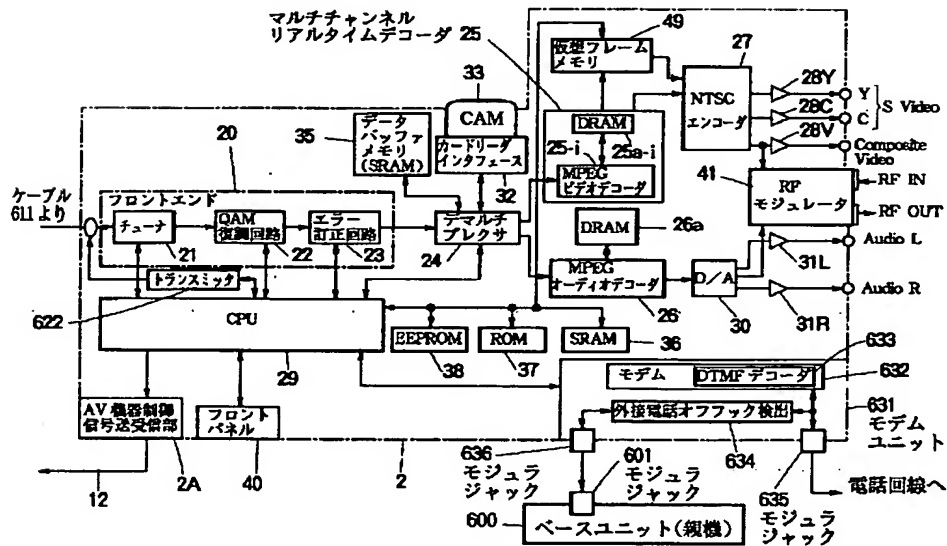 マルチチャンネル
リアルタイムデコーダ 25
49
仮想フレーム
メモリ
27
NTSC
エンコーダ
28Y
Y
28C
C
S Video
28V
Composite
Video
33
CAM
カードリーダ
インタフェース
32
35
データ
バッファ
メモリ
(SRAM)
DRAM
25-i
25a-i
MPEG
ビデオデコーダ
41
RF
モジュレータ
RF IN
RF OUT
20
ケーブル
611より
フロントエンド
チューナ
21
QAM
復調回路
22
エラー
訂正回路
23
デマルチ
プレクサ
24
DRAM
26a
MPEG
オーディオデコーダ
26
D/A
30
31L
Audio L
31R
Audio R
トランスミッタ
622
CPU
29
EEPROM
38
ROM
37
SRAM
36
633
モデム
DTMFデコーダ
632
外接電話オフフック検出
634
631
モデム
ユニット
AV機器制御
信号送受信部
2A
12
フロント
パネル
40
2
636
モジュラ
ジャック
601
モジュラ
ジャック
635
モジュラ
ジャック
電話回線へ
600
ベースユニット(親機)